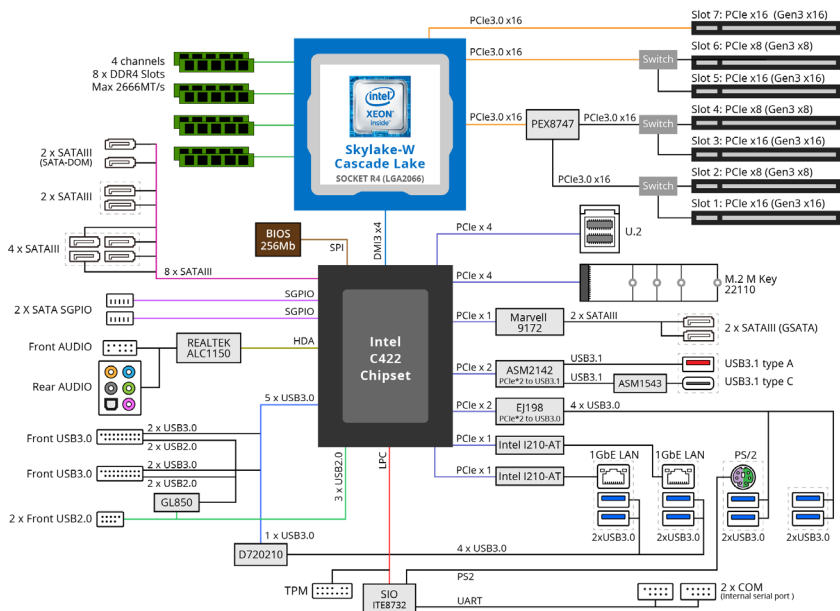 PCIe3.0 x16
Slot 7: PCIe x16 (Gen3 x16)
4 channels
8 x DDR4 Slots
Max 2666MT/s
PCIe3.0 x16
Switch
Slot 6: PCIe x8 (Gen3 x8)
Slot 5: PCIe x16 (Gen3 x16)
intel
XEON
inside
Skylake-W
Cascade Lake
SOCKET R4 (LGA2066)
PCIe3.0 x16
PEX8747
PCIe3.0 x16
Switch
Slot 4: PCIe x8 (Gen3 x8)
Slot 3: PCIe x16 (Gen3 x16)
PCIe3.0 x16
Switch
Slot 2: PCIe x8 (Gen3 x8)
Slot 1: PCIe x16 (Gen3 x16)
2 x SATAIII
(SATA-DOM)
2 x SATAIII
4 x SATAIII
8 x SATAIII
BIOS
256Mb
SPI
DMI3 x4
PCIe x 4
U.2
PCIe x 4
M.2 M Key
22110
2 X SATA SGPIO
SGPIO
SGPIO
Intel
C422
Chipset
PCIe x 1
Marvell
9172
2 x SATAIII
2 x SATAIII (GSATA)
Front AUDIO
REALTEK
ALC1150
HDA
Rear AUDIO
PCIe x 2
ASM2142
PCIe*2 to USB3.1
USB3.1
USB3.1 type A
USB3.1
ASM1543
USB3.1 type C
5 x USB3.0
PCIe x 2
EJ198
PCIe*2 to USB3.0
4 x USB3.0
Front USB3.0
2 x USB3.0
2 x USB2.0
Front USB3.0
2 x USB3.0
2 x USB2.0
PCIe x 1
Intel I210-AT
PCIe x 1
Intel I210-AT
1GbE LAN
1GbE LAN
PS/2
GL850
3 x USB2.0
LPC
2 x Front USB2.0
2xUSB3.0
2xUSB3.0
2xUSB3.0
2xUSB3.0
1 x USB3.0
D720210
4 x USB3.0
PS2
TPM
SIO
ITE8732
UART
2 x COM
(internal serial port )